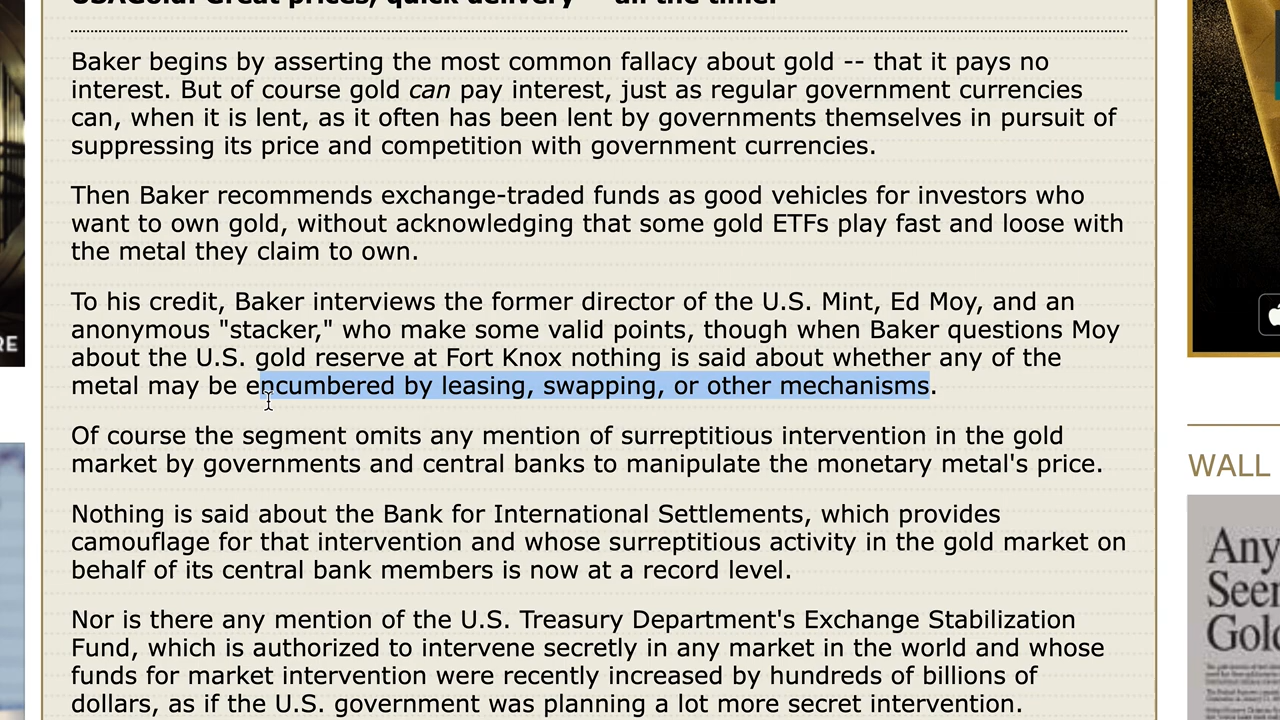 Baker begins by asserting the most common fallacy about gold -- that it pays no
interest. But of course gold can pay interest, just as regular government currencies
can, when it is lent, as it often has been lent by governments themselves in pursuit of
suppressing its price and competition with government currencies.
Then Baker recommends exchange-traded funds as good vehicles for investors who
want to own gold, without acknowledging that some gold ETFs play fast and loose with
the metal they claim to own.
To his credit, Baker interviews the former director of the U.S. Mint, Ed Moy, and an
anonymous "stacker," who make some valid points, though when Baker questions Moy
about the U.S. gold reserve at Fort Knox nothing is said about whether any of the
metal may be encumbered by leasing, swapping, or other mechanisms.
Of course the segment omits any mention of surreptitious intervention in the gold
market by governments and central banks to manipulate the monetary metal's price.
Nothing is said about the Bank for International Settlements, which provides
camouflage for that intervention and whose surreptitious activity in the gold market on
behalf of its central bank members is now at a record level.
Nor is there any mention of the U.S. Treasury Department's Exchange Stabilization
Fund, which is authorized to intervene secretly in any market in the world and whose
funds for market intervention were recently increased by hundreds of billions of
dollars, as if the U.S. government was planning a lot more secret intervention.
RE
WALL
Any
Seen
Gold